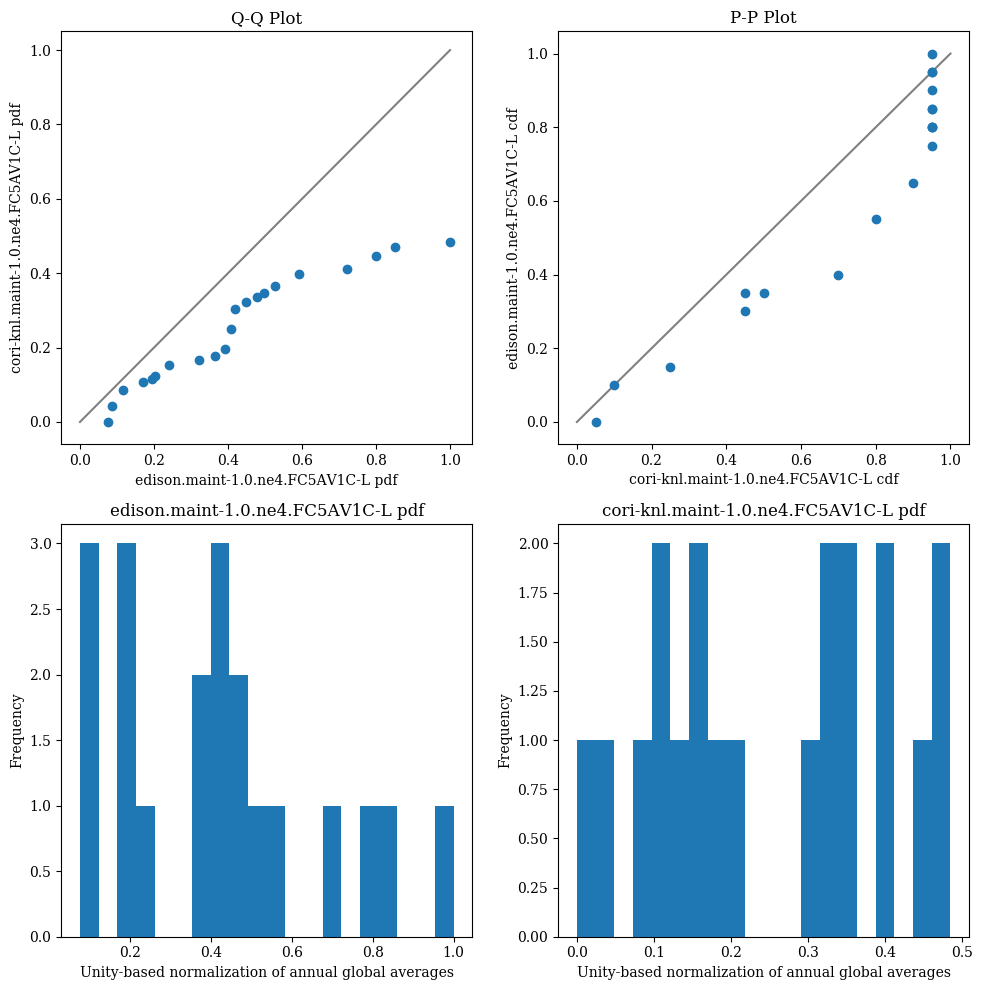 Q-Q Plot
1.0
0.8
0.6
0.4
0.2
0.0
cori-knl.maint-1.0.ne4.FC5AV1C-L pdf
0.0 0.2 0.4 0.6 0.8 1.0
edison.maint-1.0.ne4.FC5AV1C-L pdf
P-P Plot
1.0
0.8
0.6
0.4
0.2
0.0
edison.maint-1.0.ne4.FC5AV1C-L cdf
0.0 0.2 0.4 0.6 0.8 1.0
cori-knl.maint-1.0.ne4.FC5AV1C-L cdf
edison.maint-1.0.ne4.FC5AV1C-L pdf
3.0
2.5
2.0
1.5
1.0
0.5
0.0
Frequency
0.2 0.4 0.6 0.8 1.0
Unity-based normalization of annual global averages
cori-knl.maint-1.0.ne4.FC5AV1C-L pdf
2.00
1.75
1.50
1.25
1.00
0.75
0.50
0.25
0.00
Frequency
0.0 0.1 0.2 0.3 0.4 0.5
Unity-based normalization of annual global averages